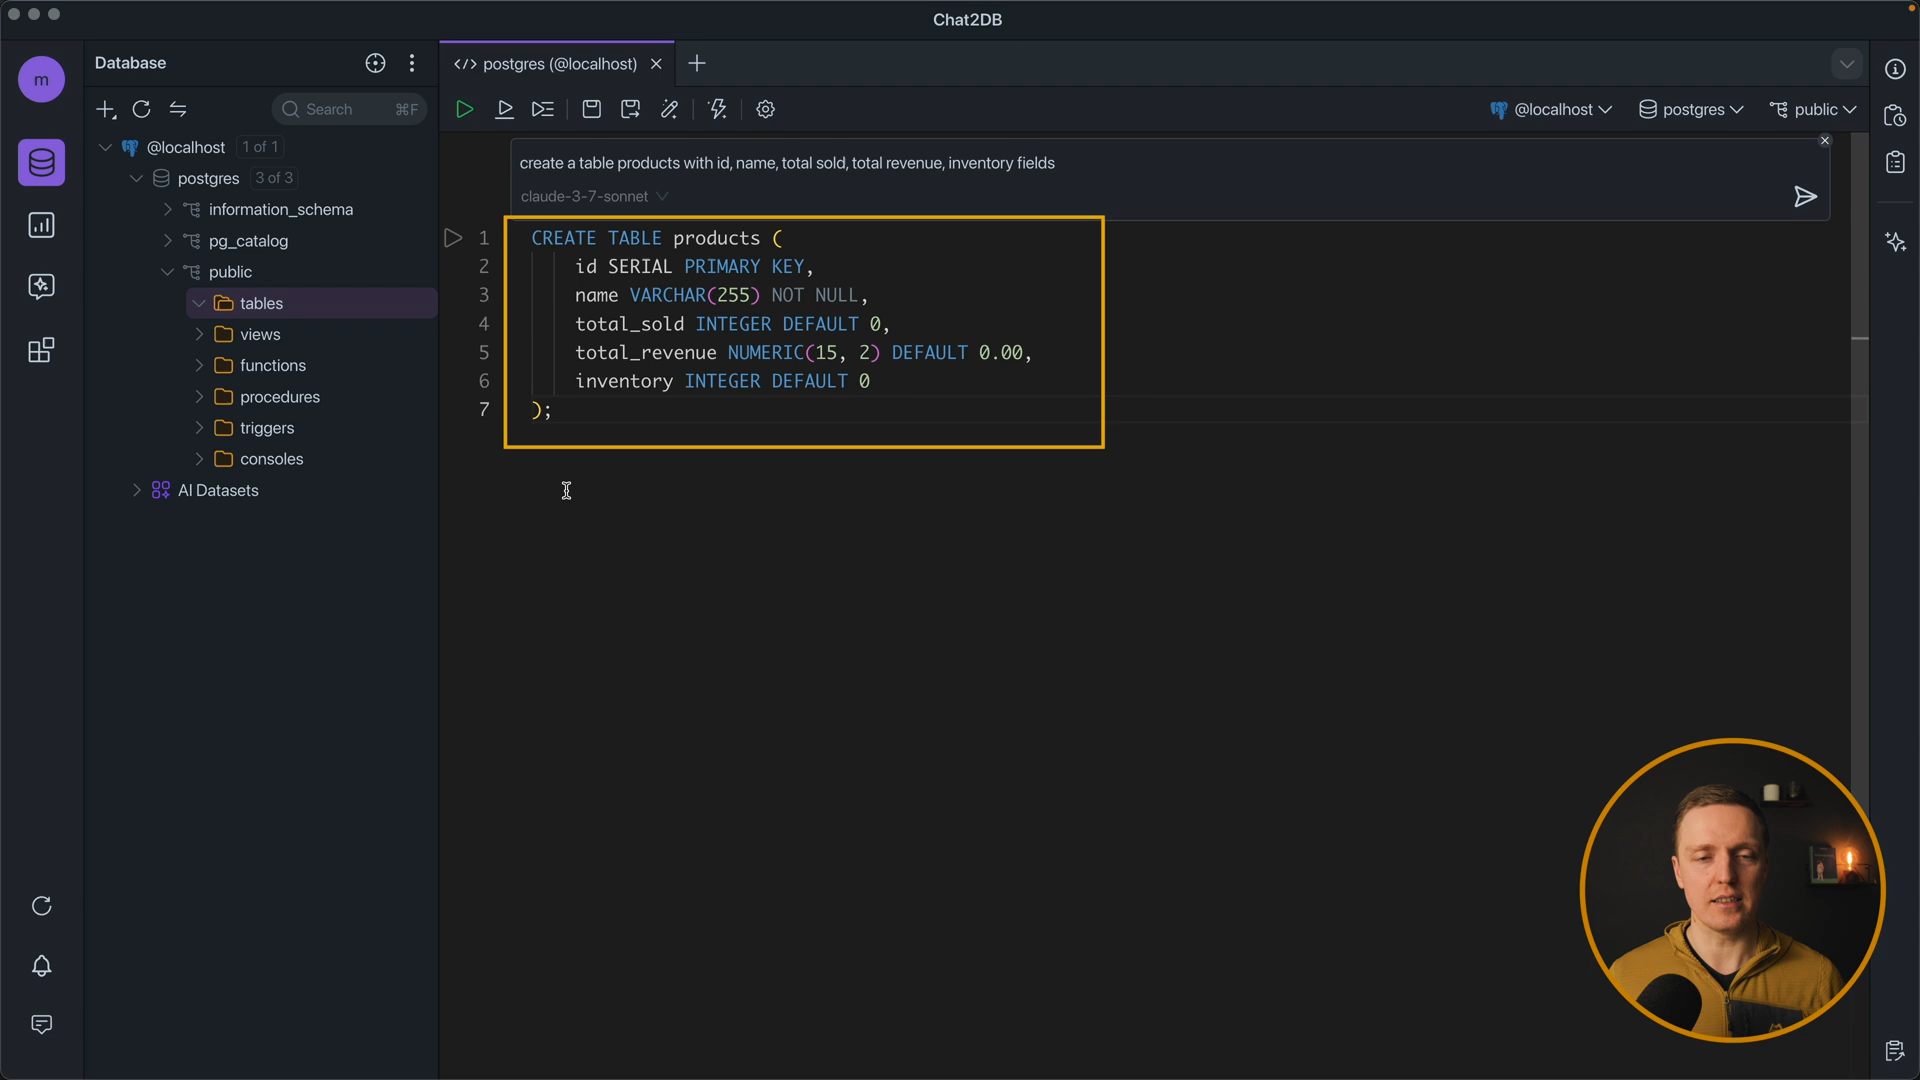 Chat2DB
m
Database
Search ⌘F
@localhost 1 of 1
postgres 3 of 3
information_schema
pg_catalog
public
tables
views
functions
procedures
triggers
consoles
AI Datasets
</> postgres (@localhost)
@localhost
postgres
public
create a table products with id, name, total sold, total revenue, inventory fields
claude-3-7-sonnet
1 CREATE TABLE products (
2 id SERIAL PRIMARY KEY,
3 name VARCHAR(255) NOT NULL,
4 total_sold INTEGER DEFAULT 0,
5 total_revenue NUMERIC(15, 2) DEFAULT 0.00,
6 inventory INTEGER DEFAULT 0
7 );